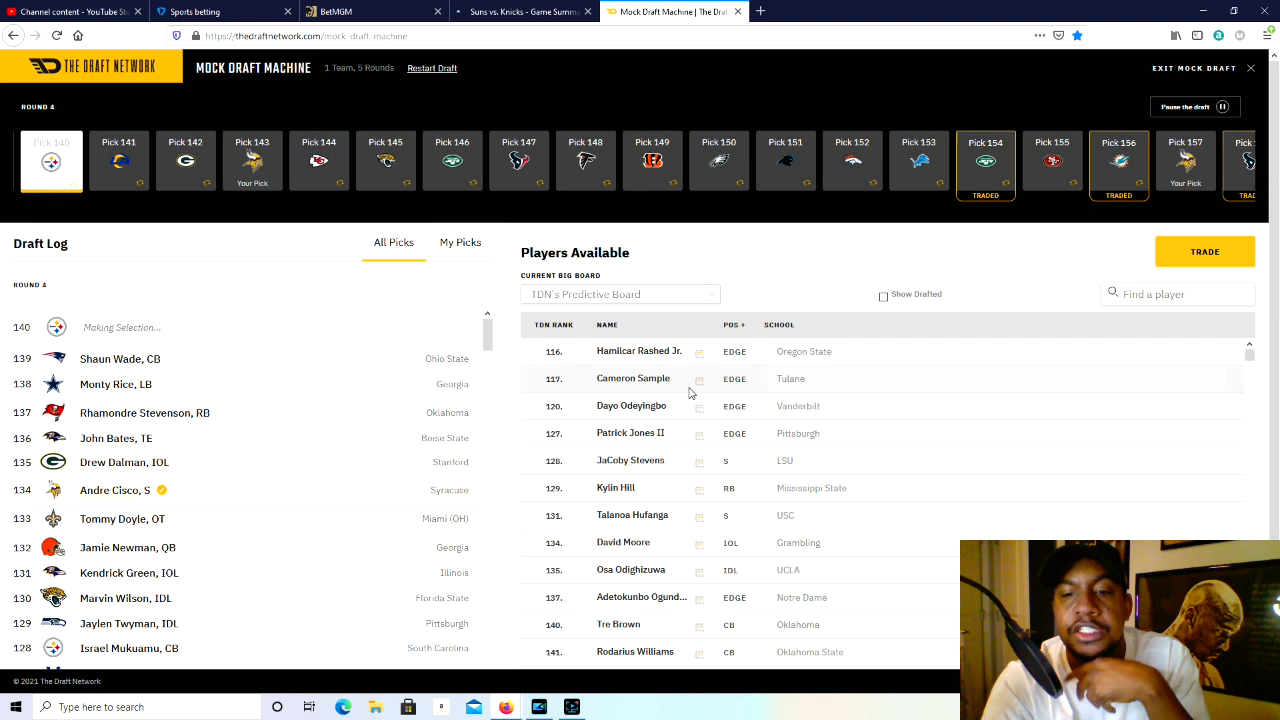 Channel content - YouTube Stu
Sports betting
BetMGM
Suns vs. Knicks - Game Summa
Mock Draft Machine | The Dra
https://thedraftnetwork.com/mock-draft-machine
THE DRAFT NETWORK
MOCK DRAFT MACHINE
1 Team, 5 Rounds
Restart Draft
EXIT MOCK DRAFT
ROUND 4
Pause the draft
Pick 140
Pick 141
Pick 142
Pick 143
Your Pick
Pick 144
Pick 145
Pick 146
Pick 147
Pick 148
Pick 149
Pick 150
Pick 151
Pick 152
Pick 153
Pick 154
TRADED
Pick 155
Pick 156
TRADED
Pick 157
Your Pick
TRAD
Draft Log
All Picks
My Picks
ROUND 4
140 Making Selection...
139 Shaun Wade, CB Ohio State
138 Monty Rice, LB Georgia
137 Rhamondre Stevenson, RB Oklahoma
136 John Bates, TE Boise State
135 Drew Dalman, IOL Stanford
134 Andre Cisco, S Syracuse
133 Tommy Doyle, OT Miami (OH)
132 Jamie Newman, QB Georgia
131 Kendrick Green, IOL Illinois
130 Marvin Wilson, IDL Florida State
129 Jaylen Twyman, IDL Pittsburgh
128 Israel Mukuamu, CB South Carolina
Players Available
TRADE
CURRENT BIG BOARD
TDN's Predictive Board
Show Drafted
Find a player
TDN RANK NAME POS + SCHOOL
116. Hamilcar Rashed Jr. EDGE Oregon State
117. Cameron Sample EDGE Tulane
120. Dayo Odeyingbo EDGE Vanderbilt
127. Patrick Jones II EDGE Pittsburgh
128. JaCoby Stevens S LSU
129. Kylin Hill RB Mississippi State
131. Talanoa Hufanga S USC
134. David Moore IOL Grambling
135. Osa Odighizuwa IDL UCLA
137. Adetokunbo Ogund... EDGE Notre Dame
140. Tre Brown CB Oklahoma
141. Rodarius Williams CB Oklahoma State
© 2021 The Draft Network
Type here to search